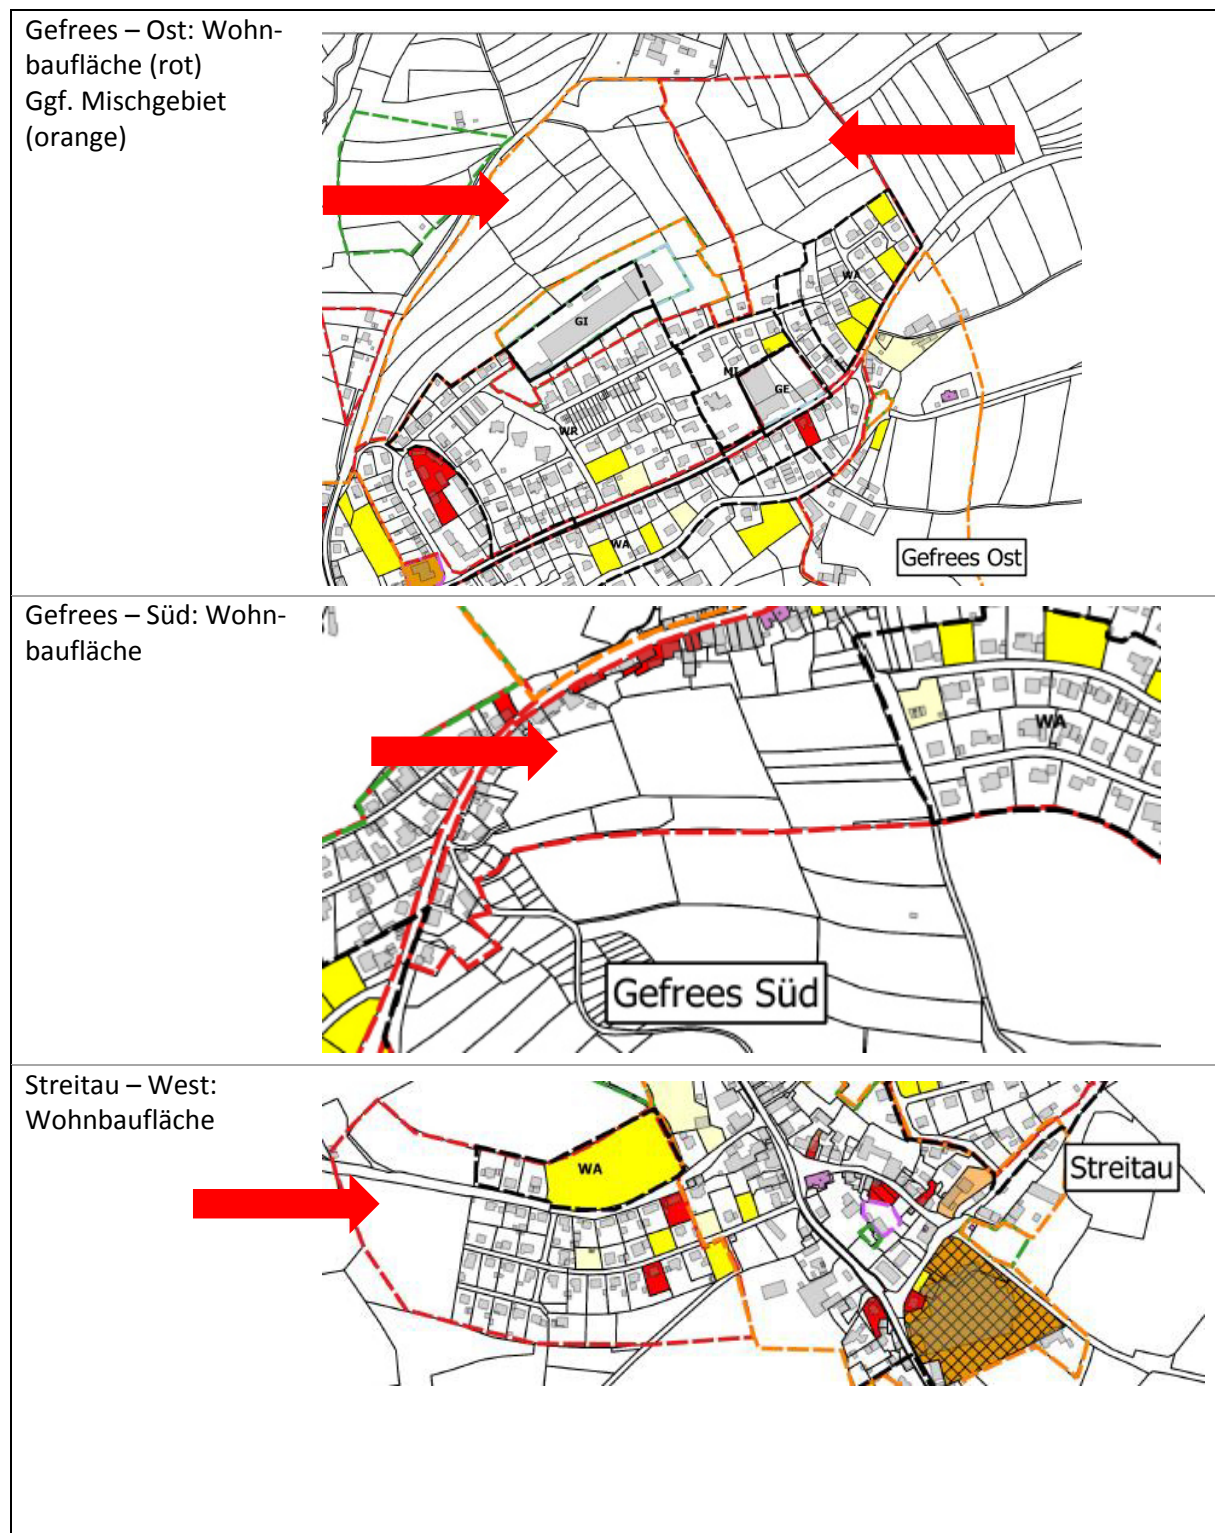 Gefrees – Ost: Wohn-
baufläche (rot)
Ggf. Mischgebiet
(orange)
GI
WA
MI
GE
WR
WA
Gefrees Ost
Gefrees – Süd: Wohn-
baufläche
WA
Gefrees Süd
Streitau – West:
Wohnbaufläche
WA
Streitau